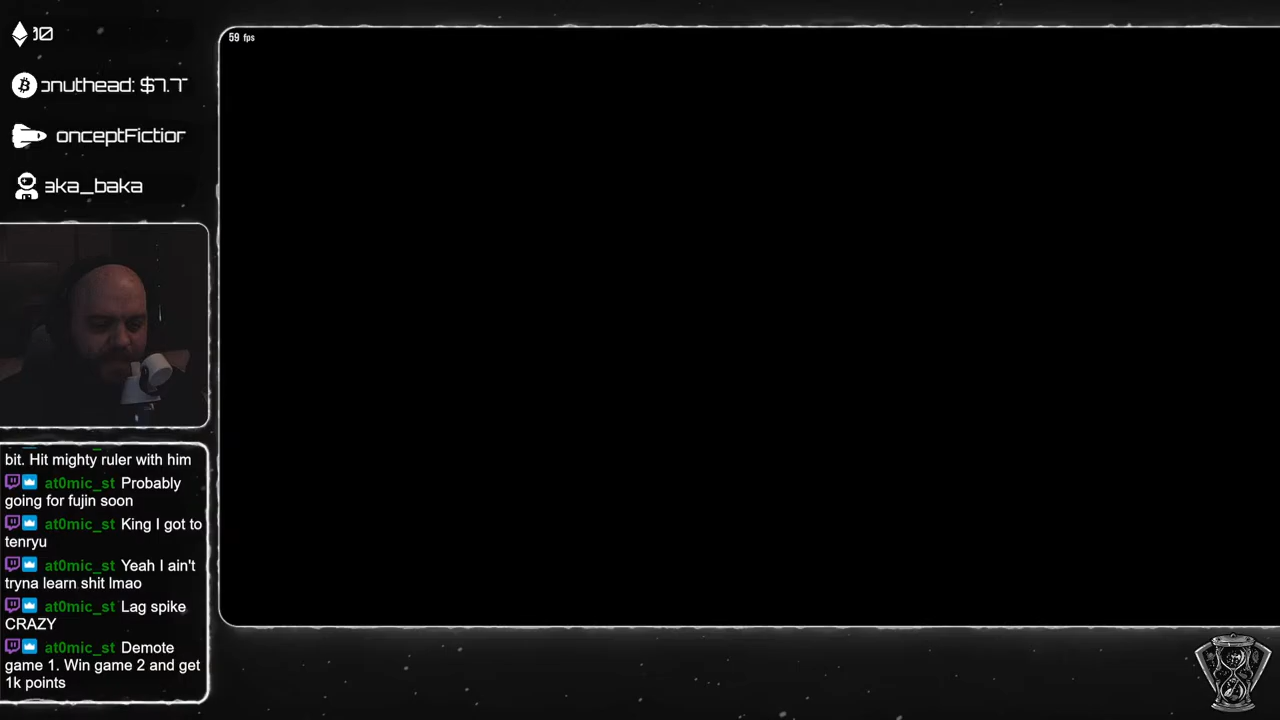 59 fps
onuthead: $7.7
onceptFiction
aka_baka
bit. Hit mighty ruler with him
at0mic_st Probably
going for fujin soon
at0mic_st King I got to
tenryu
at0mic_st Yeah I ain't
tryna learn shit lmao
at0mic_st Lag spike
CRAZY
at0mic_st Demote
game 1. Win game 2 and get
1k points